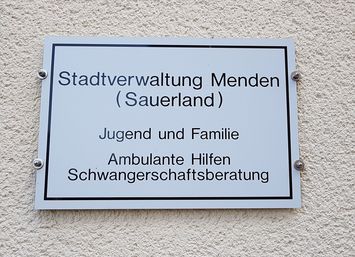 Stadtverwaltung Menden
(Sauerland)
Jugend und Familie
Ambulante Hilfen
Schwangerschaftsberatung